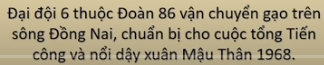 Đại đội 6 thuộc Đoàn 86 vận chuyển gạo trên
sông Đồng Nai, chuẩn bị cho cuộc tổng Tiến
công và nổi dậy xuân Mậu Thân 1968.